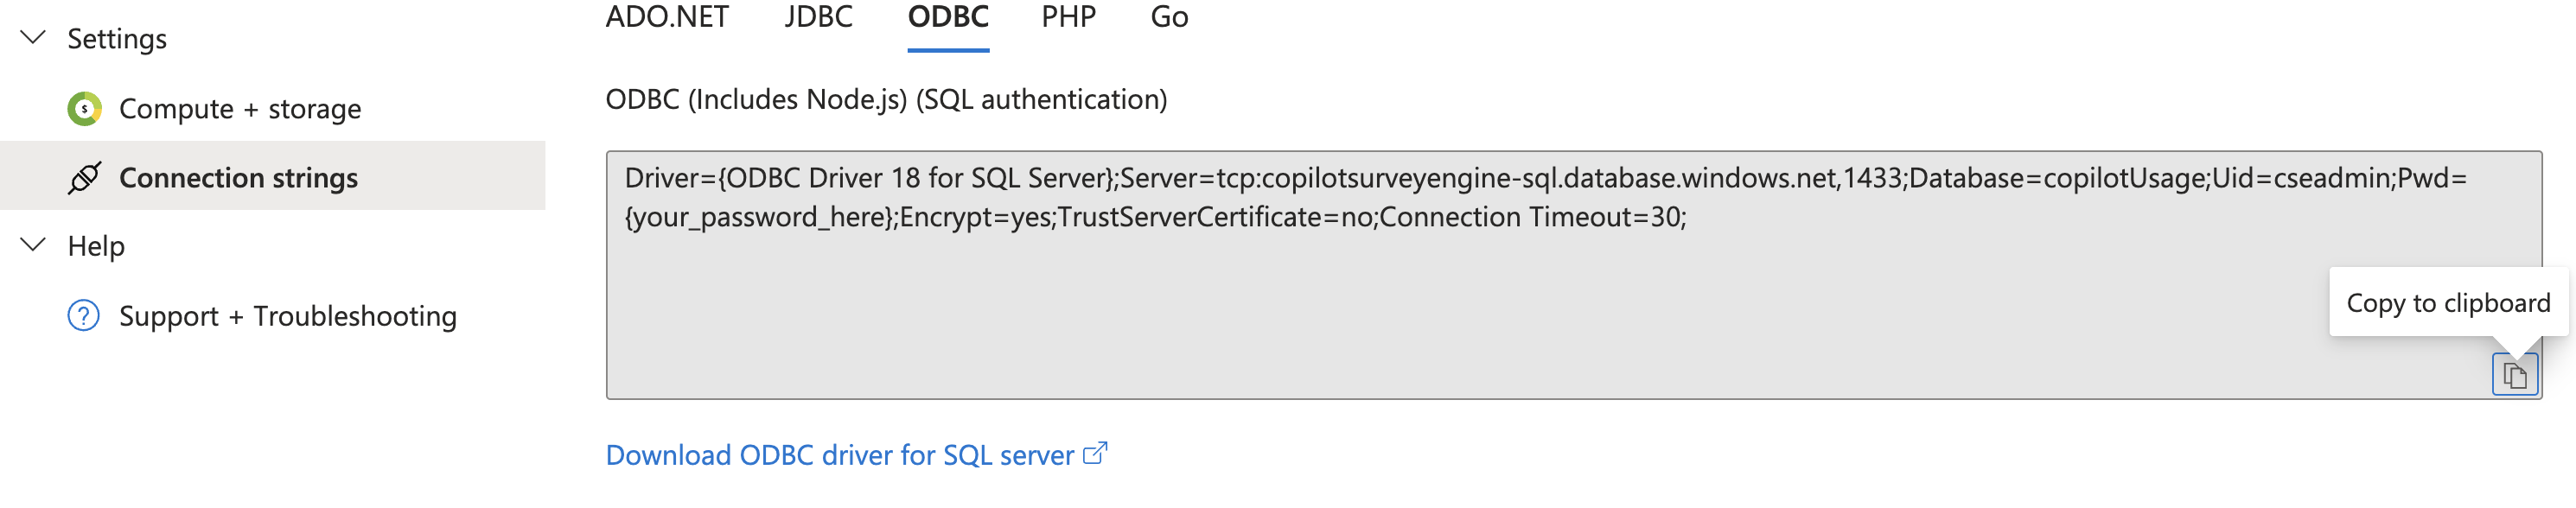 ADO.NET JDBC ODBC PHP Go
Settings
Compute + storage
Connection strings
Help
Support + Troubleshooting
ODBC (Includes Node.js) (SQL authentication)
Driver={ODBC Driver 18 for SQL Server};Server=tcp:copilotsurveyengine-sql.database.windows.net,1433;Database=copilotUsage;Uid=cseadmin;Pwd=
{your_password_here};Encrypt=yes;TrustServerCertificate=no;Connection Timeout=30;
Copy to clipboard
Download ODBC driver for SQL server